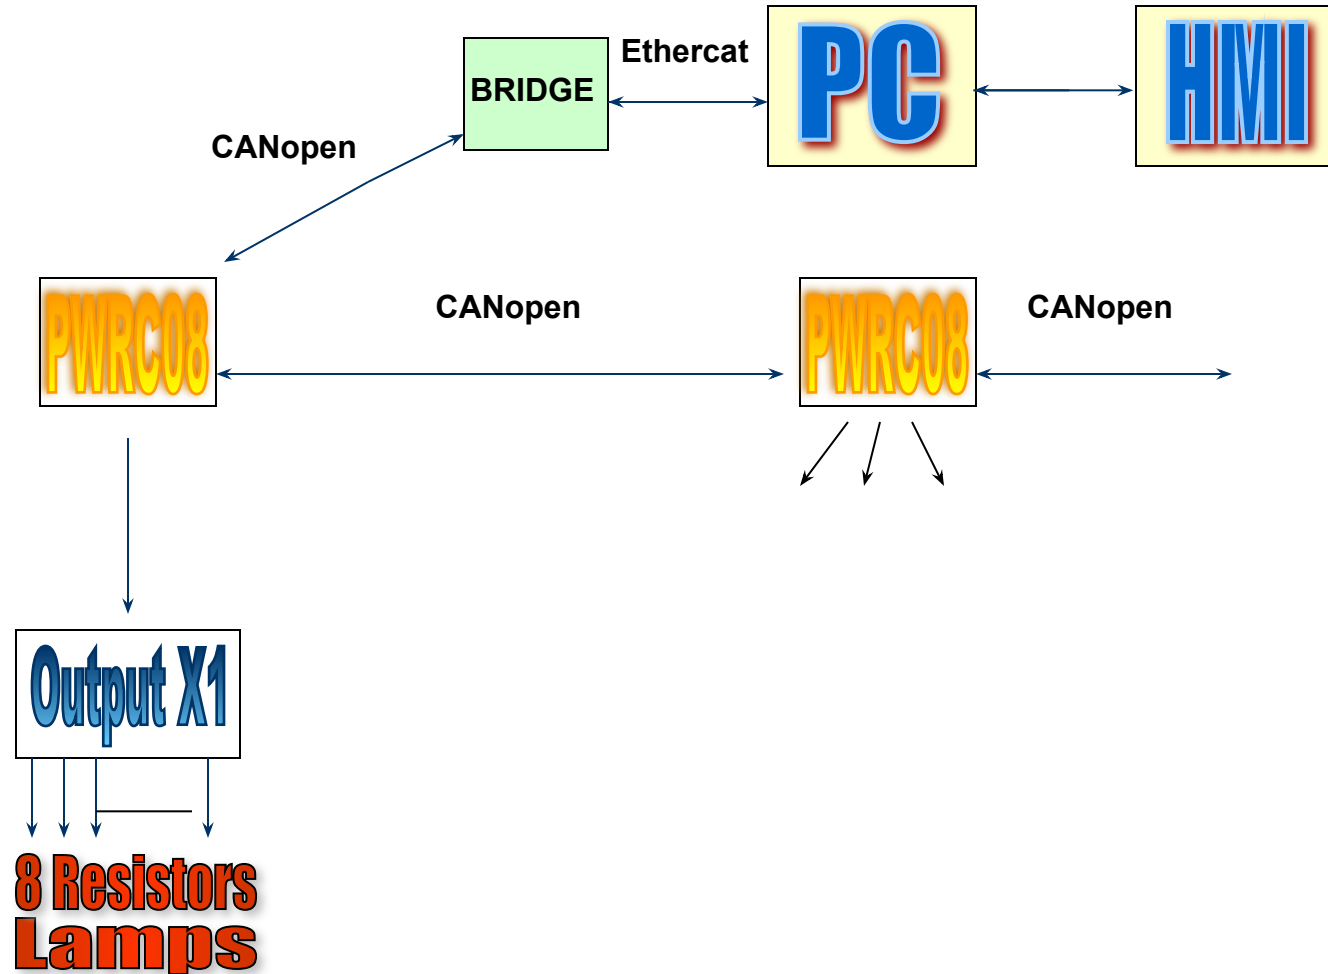 Ethercat
BRIDGE
PC
HMI
CANopen
PWRC08
CANopen
PWRC08
CANopen
Output X1
8 Resistors
Lamps